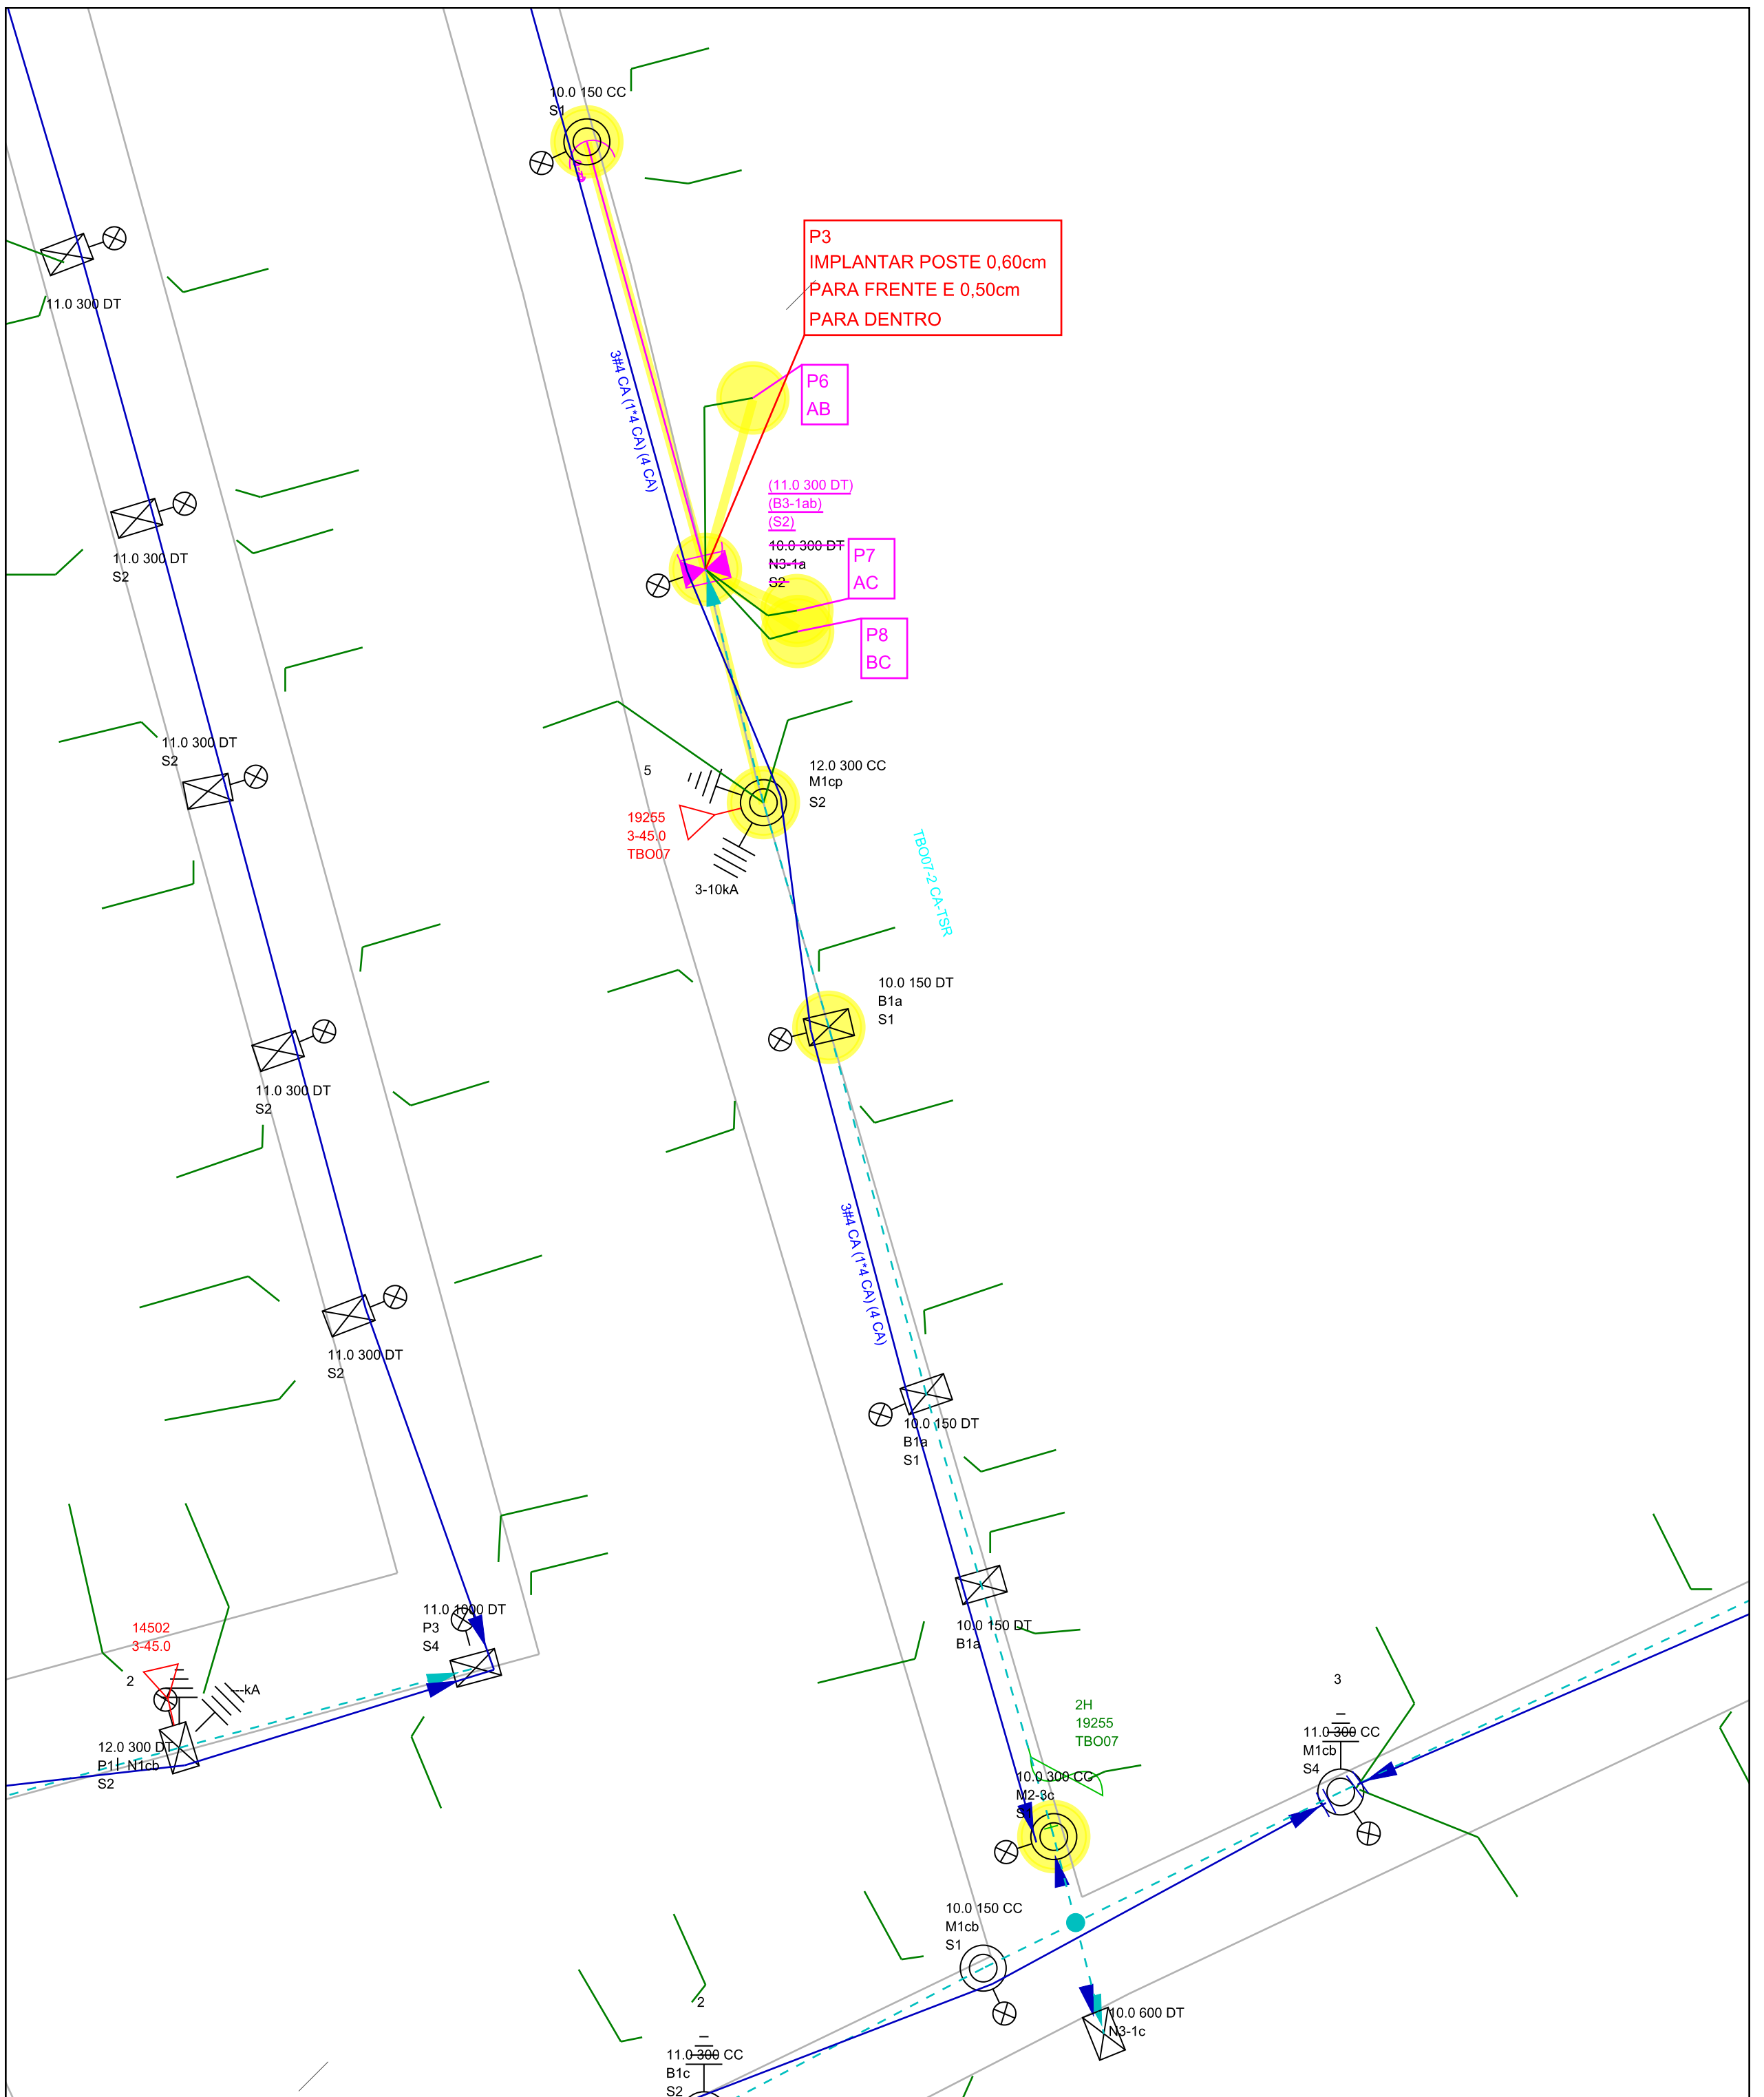 10.0 150 CC
S1
11.0 300 DT
P3
IMPLANTAR POSTE 0,60cm
PARA FRENTE E 0,50cm
PARA DENTRO
P6
AB
3#4 CA (1*4 CA) (4 CA)
(11.0 300 DT)
(B3-1ab)
(S2)
10.0 300 DT
N3-1a
S2
P7
AC
P8
BC
11.0 300 DT
S2
11.0 300 DT
S2
5
12.0 300 CC
M1cp
S2
19255
3-45.0
TBO07
3-10kA
TBO07-2 CA-TSR
10.0 150 DT
B1a
S1
11.0 300 DT
S2
3#4 CA (1*4 CA) (4 CA)
11.0 300 DT
S2
10.0 150 DT
B1a
S1
11.0 1000 DT
P3
S4
14502
3-45.0
2
---kA
12.0 300 DT
P1 N1cb
S2
10.0 150 DT
B1a
2H
19255
TBO07
10.0 300 CC
M2-3c
3
11.0 300 CC
M1cb
S4
10.0 150 CC
M1cb
S1
10.0 600 DT
N3-1c
2
11.0 300 CC
B1c
S2